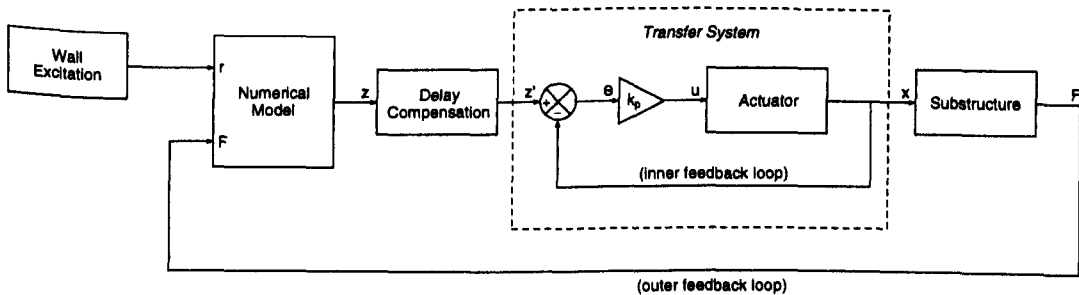 Transfer System
Wall
Excitation
r
Numerical
Model
F
z
Delay
Compensation
z'
+
−
e
kp
u
Actuator
x
Substructure
F
(inner feedback loop)
(outer feedback loop)